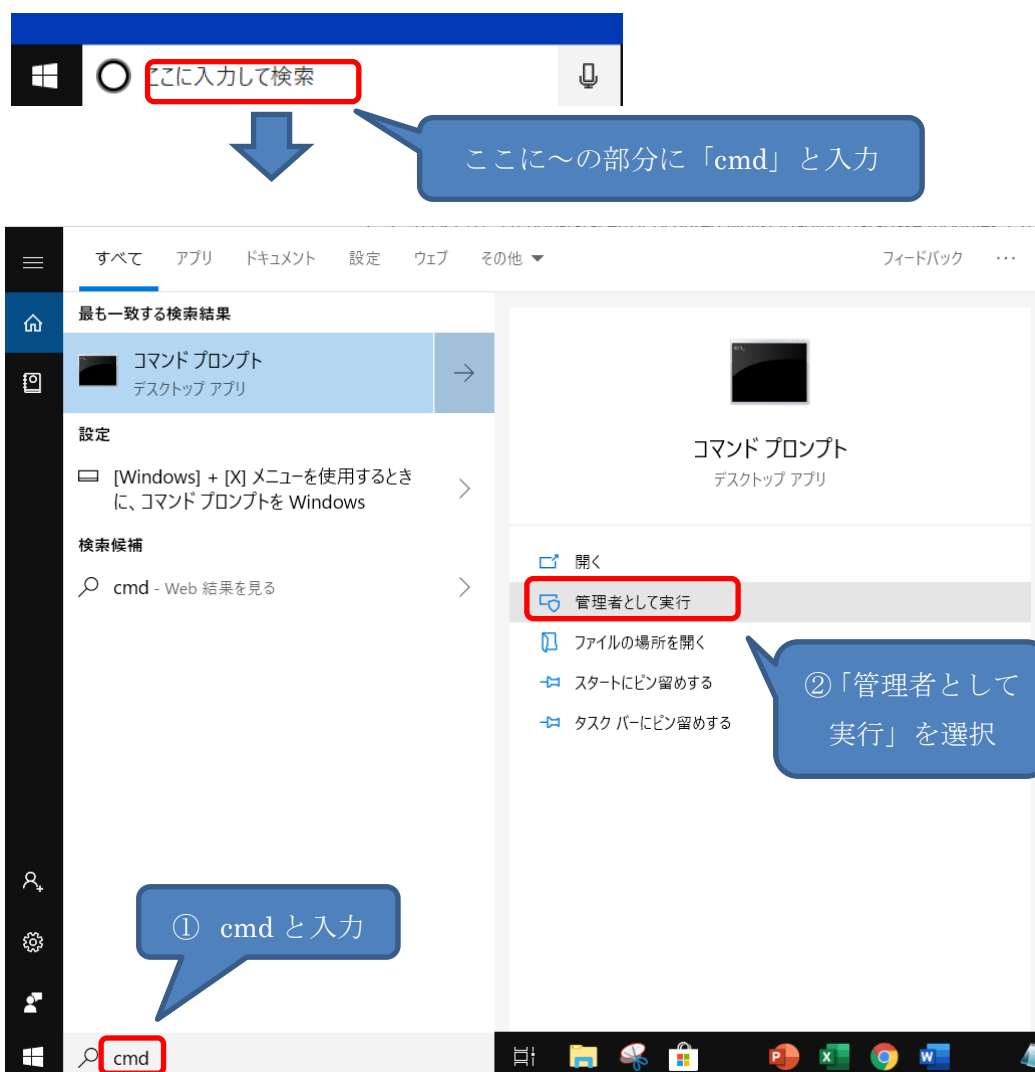 ここに入力して検索
ここに～の部分に「cmd」と入力
すべて アプリ ドキュメント 設定 ウェブ その他 フィードバック ...
最も一致する検索結果
コマンド プロンプト
デスクトップ アプリ
設定
[Windows] + [X] メニューを使用するとき
に、コマンド プロンプトを Windows
検索候補
cmd - Web 結果を見る
コマンド プロンプト
デスクトップ アプリ
開く
管理者として実行
ファイルの場所を開く
スタートにピン留めする
タスク バーにピン留めする
②「管理者として
実行」を選択
① cmd と入力
cmd